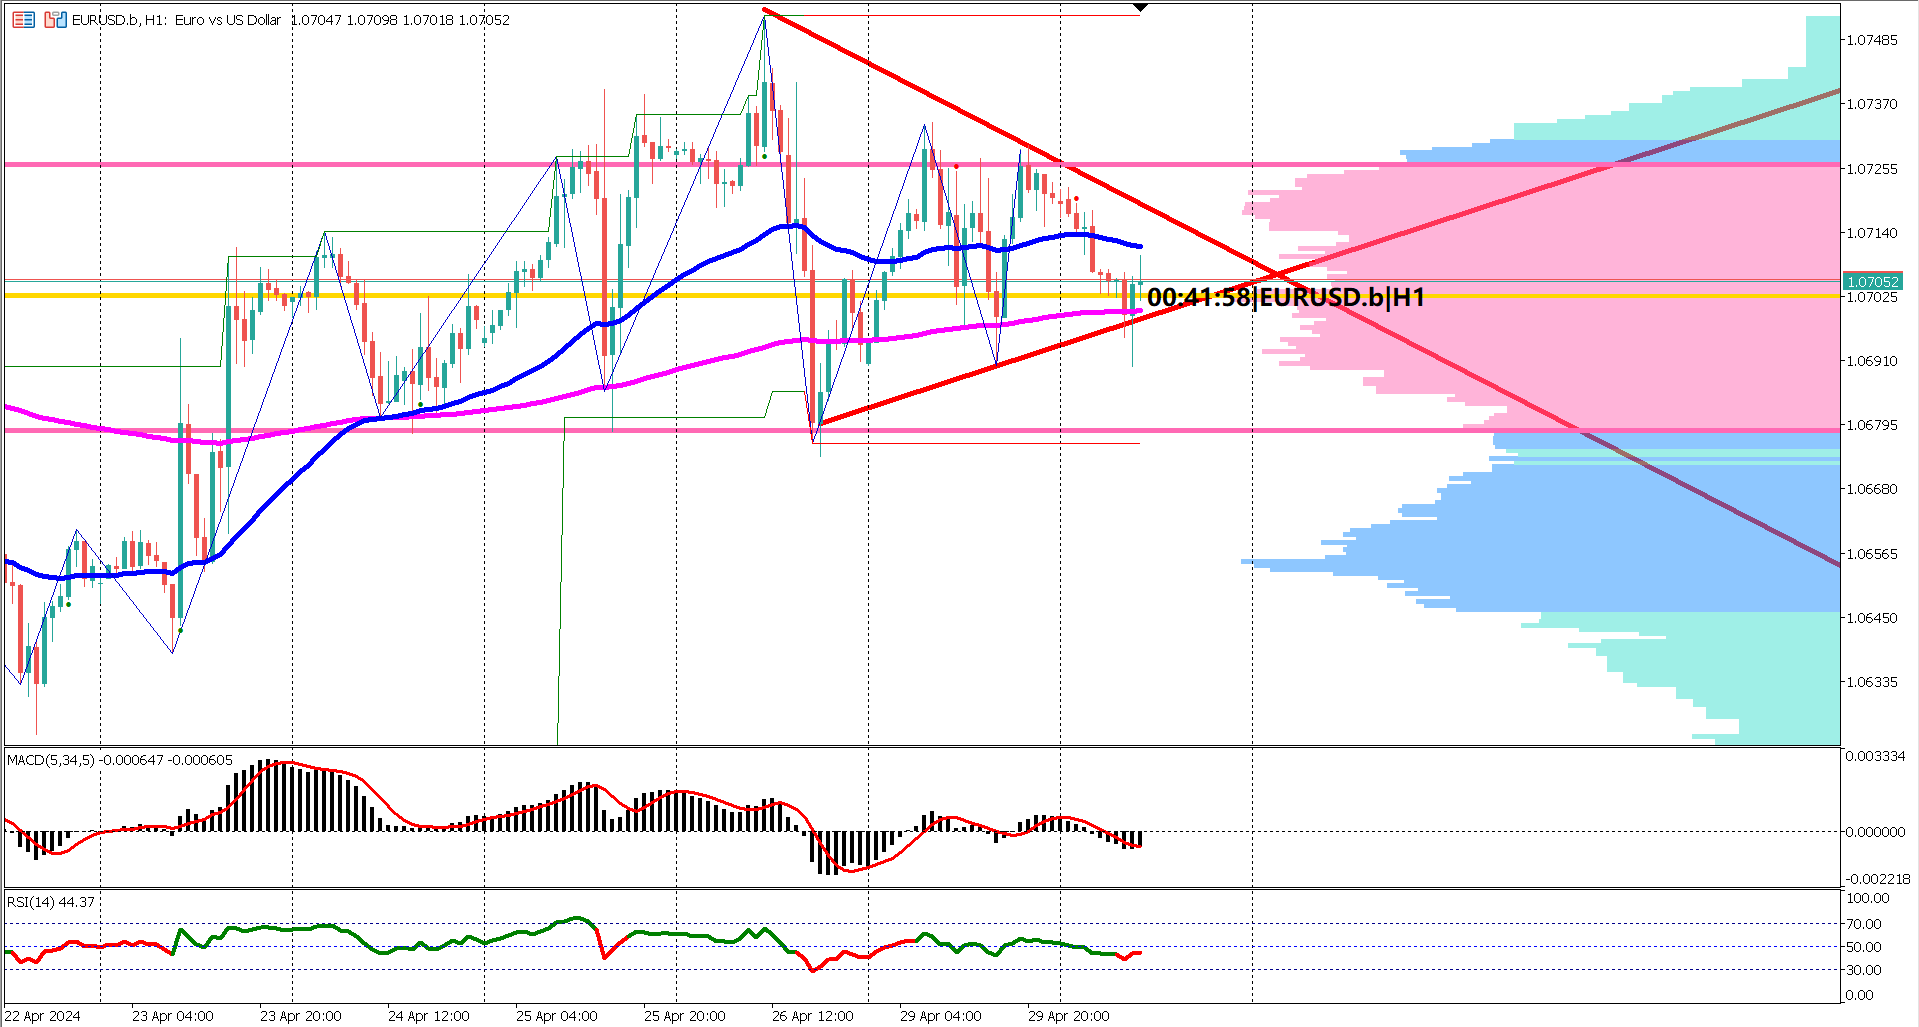 EURUSD.b, H1:  Euro vs US Dollar  1.07047 1.07098 1.07018 1.07052
1.07485
1.07370
1.07255
1.07140
1.07052
1.07025
00:41:58|EURUSD.b|H1
1.06910
1.06795
1.06680
1.06565
1.06450
1.06335
MACD(5,34,5) -0.000647 -0.000605
0.003334
0.000000
-0.002218
RSI(14) 44.37
100.00
70.00
50.00
30.00
0.00
22 Apr 2024
23 Apr 04:00
23 Apr 20:00
24 Apr 12:00
25 Apr 04:00
25 Apr 20:00
26 Apr 12:00
29 Apr 04:00
29 Apr 20:00